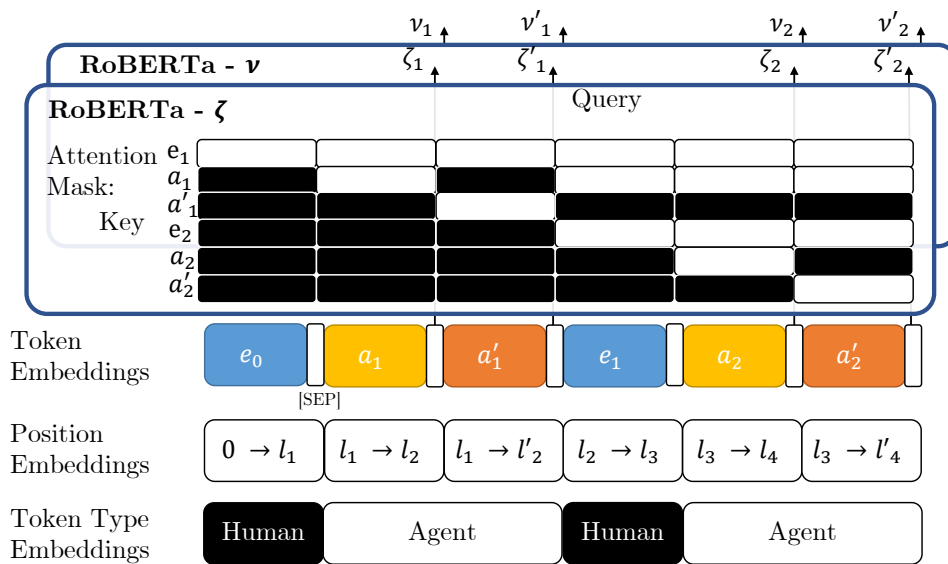 ν₁ ν′₁ ν₂ ν′₂
RoBERTa - ν ζ₁ ζ′₁ ζ₂ ζ′₂
RoBERTa - ζ Query
Attention
Mask:
Key
e₁
a₁
a′₁
e₂
a₂
a′₂
Token
Embeddings
e₀ a₁ a′₁ e₁ a₂ a′₂
[SEP]
Position
Embeddings
0 → l₁ l₁ → l₂ l₁ → l′₂ l₂ → l₃ l₃ → l₄ l₃ → l′₄
Token Type
Embeddings
Human Agent Human Agent